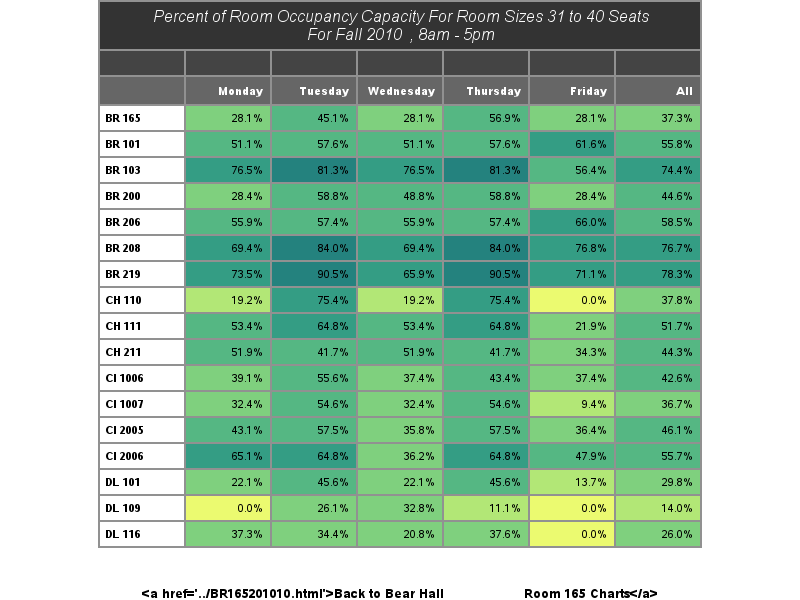 Percent of Room Occupancy Capacity For Room Sizes 31 to 40 Seats
For Fall 2010 , 8am - 5pm
Monday Tuesday Wednesday Thursday Friday All
BR 165 28.1% 45.1% 28.1% 56.9% 28.1% 37.3%
BR 101 51.1% 57.6% 51.1% 57.6% 61.6% 55.8%
BR 103 76.5% 81.3% 76.5% 81.3% 56.4% 74.4%
BR 200 28.4% 58.8% 48.8% 58.8% 28.4% 44.6%
BR 206 55.9% 57.4% 55.9% 57.4% 66.0% 58.5%
BR 208 69.4% 84.0% 69.4% 84.0% 76.8% 76.7%
BR 219 73.5% 90.5% 65.9% 90.5% 71.1% 78.3%
CH 110 19.2% 75.4% 19.2% 75.4% 0.0% 37.8%
CH 111 53.4% 64.8% 53.4% 64.8% 21.9% 51.7%
CH 211 51.9% 41.7% 51.9% 41.7% 34.3% 44.3%
CI 1006 39.1% 55.6% 37.4% 43.4% 37.4% 42.6%
CI 1007 32.4% 54.6% 32.4% 54.6% 9.4% 36.7%
CI 2005 43.1% 57.5% 35.8% 57.5% 36.4% 46.1%
CI 2006 65.1% 64.8% 36.2% 64.8% 47.9% 55.7%
DL 101 22.1% 45.6% 22.1% 45.6% 13.7% 29.8%
DL 109 0.0% 26.1% 32.8% 11.1% 0.0% 14.0%
DL 116 37.3% 34.4% 20.8% 37.6% 0.0% 26.0%
<a href='../BR165201010.html'>Back to Bear Hall Room 165 Charts</a>